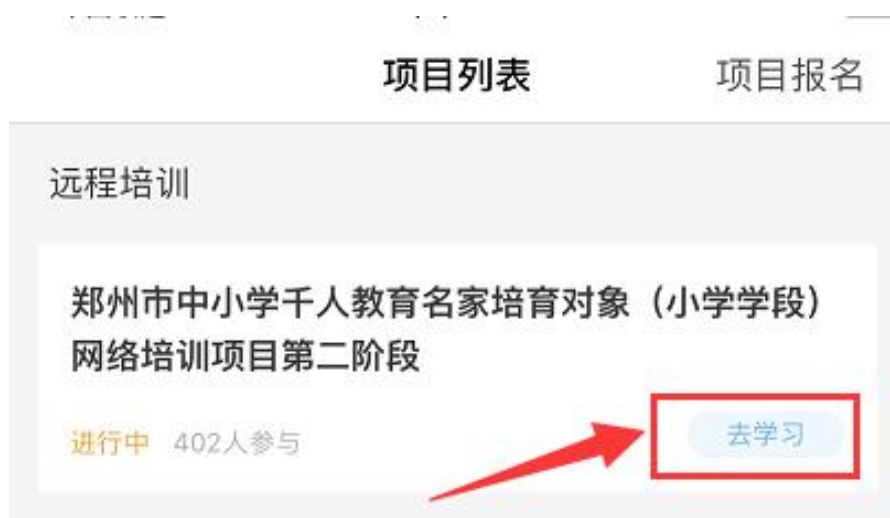 项目列表
项目报名
远程培训
郑州市中小学千人教育名家培育对象（小学学段）
网络培训项目第二阶段
进行中 402人参与
去学习